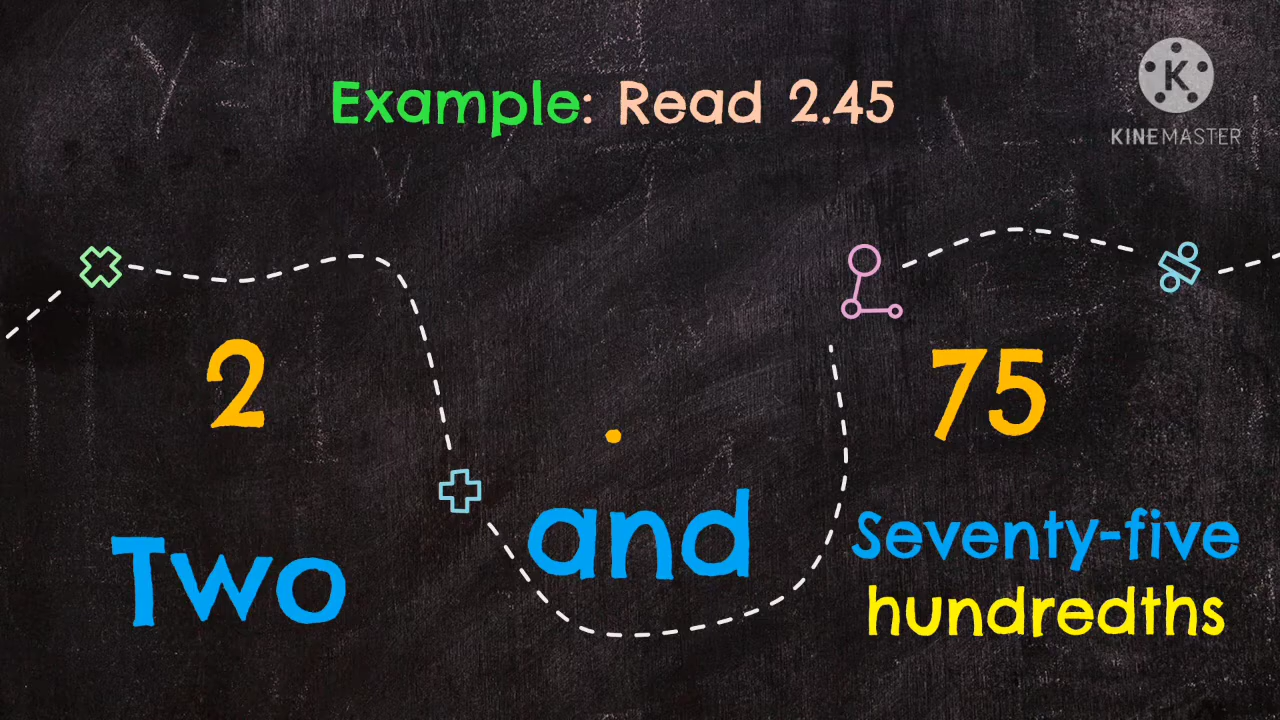 Example: Read 2.45
K
KINEMASTER
2 . 75
Two and Seventy-five
hundredths